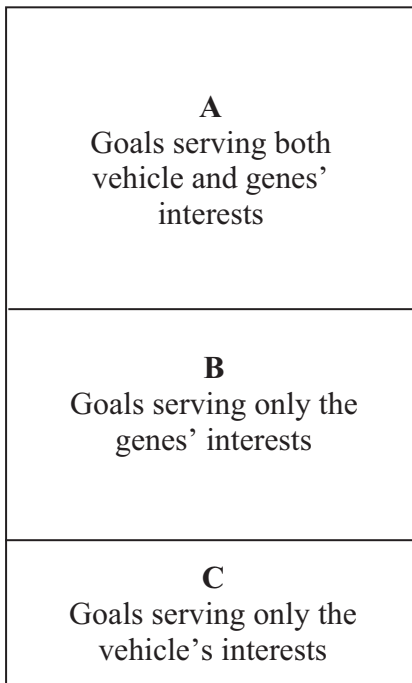 A
Goals serving both
vehicle and genes’
interests
B
Goals serving only the
genes’ interests
C
Goals serving only the
vehicle’s interests